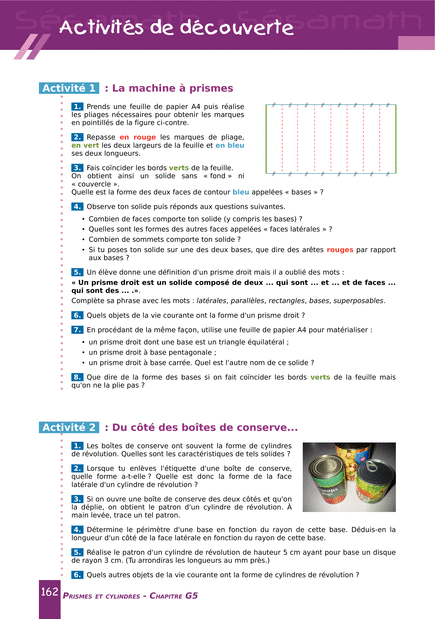 Activités de découverte
Activité 1 : La machine à prismes
1. Prends une feuille de papier A4 puis réalise
les pliages nécessaires pour obtenir les marques
en pointillés de la figure ci-contre.
2. Repasse en rouge les marques de pliage,
en vert les deux largeurs de la feuille et en bleu
ses deux longueurs.
3. Fais coïncider les bords verts de la feuille.
On obtient ainsi un solide sans « fond » ni
« couvercle ».
Quelle est la forme des deux faces de contour bleu appelées « bases » ?
4. Observe ton solide puis réponds aux questions suivantes.
• Combien de faces comporte ton solide (y compris les bases) ?
• Quelles sont les formes des autres faces appelées « faces latérales » ?
• Combien de sommets comporte ton solide ?
• Si tu poses ton solide sur une des deux bases, que dire des arêtes rouges par rapport
aux bases ?
5. Un élève donne une définition d'un prisme droit mais il a oublié des mots :
« Un prisme droit est un solide composé de deux ... qui sont ... et ... et de faces ...
qui sont des ... .».
Complète sa phrase avec les mots : latérales, parallèles, rectangles, bases, superposables.
6. Quels objets de la vie courante ont la forme d'un prisme droit ?
7. En procédant de la même façon, utilise une feuille de papier A4 pour matérialiser :
• un prisme droit dont une base est un triangle équilatéral ;
• un prisme droit à base pentagonale ;
• un prisme droit à base carrée. Quel est l'autre nom de ce solide ?
8. Que dire de la forme des bases si on fait coïncider les bords verts de la feuille mais
qu'on ne la plie pas ?
Activité 2 : Du côté des boîtes de conserve...
1. Les boîtes de conserve ont souvent la forme de cylindres
de révolution. Quelles sont les caractéristiques de tels solides ?
2. Lorsque tu enlèves l'étiquette d'une boîte de conserve,
quelle forme a-t-elle ? Quelle est donc la forme de la face
latérale d'un cylindre de révolution ?
3. Si on ouvre une boîte de conserve des deux côtés et qu'on
la déplie, on obtient le patron d'un cylindre de révolution. À
main levée, trace un tel patron.
4. Détermine le périmètre d'une base en fonction du rayon de cette base. Déduis-en la
longueur d'un côté de la face latérale en fonction du rayon de cette base.
5. Réalise le patron d'un cylindre de révolution de hauteur 5 cm ayant pour base un disque
de rayon 3 cm. (Tu arrondiras les longueurs au mm près.)
6. Quels autres objets de la vie courante ont la forme de cylindres de révolution ?
162 PRISMES ET CYLINDRES - CHAPITRE G5